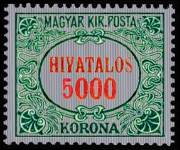 MAGYAR KIR. POSTA
HIVATALOS
5000
KORONA